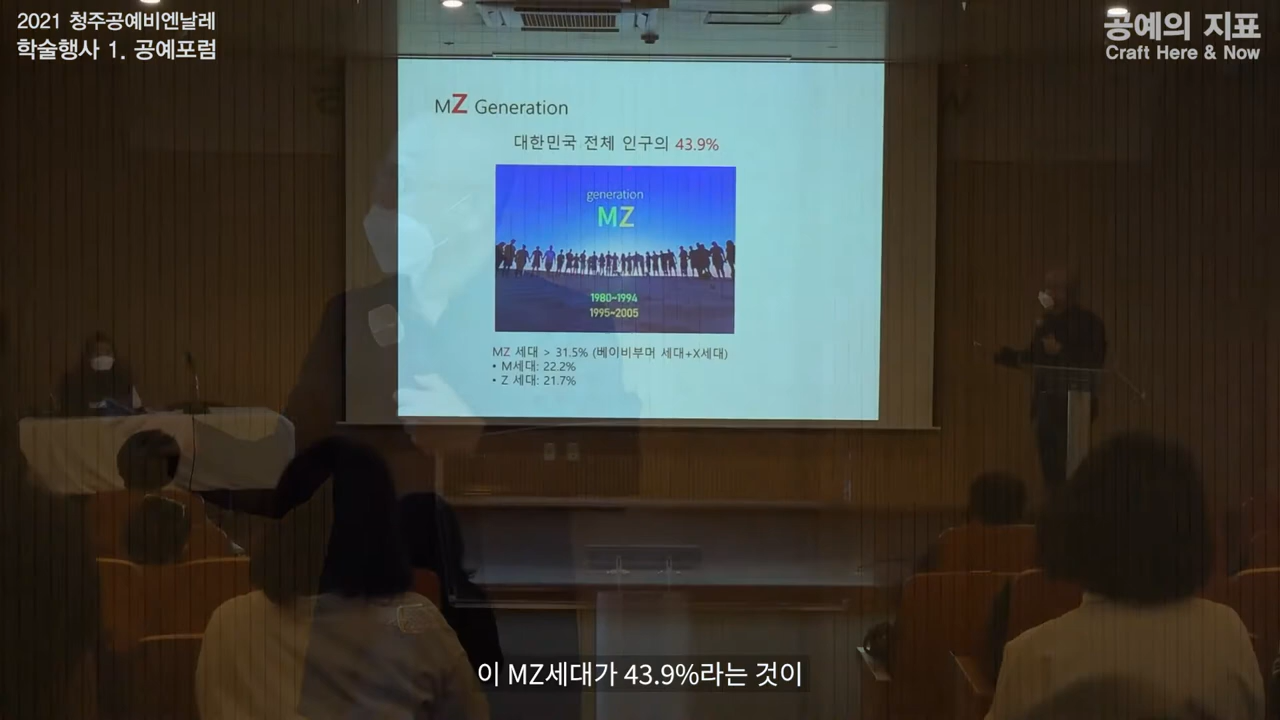 2021 청주공예비엔날레
학술행사 1. 공예포럼
공예의 지표
Craft Here & Now
MZ Generation
대한민국 전체 인구의 43.9%
generation
MZ
1980~1994
1995~2005
MZ 세대 > 31.5% (베이비부머 세대+X세대)
• M세대: 22.2%
• Z 세대: 21.7%
이 MZ세대가 43.9%라는 것이